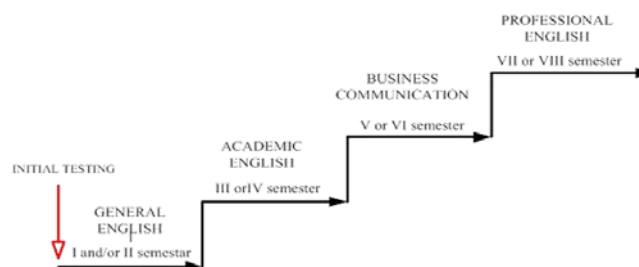 PROFESSIONAL
ENGLISH
VII or VIII semester
BUSINESS
COMMUNICATION
V or VI semester
ACADEMIC
ENGLISH
III orIV semester
INITIAL TESTING
GENERAL
ENGLISH
I and/or II semestar